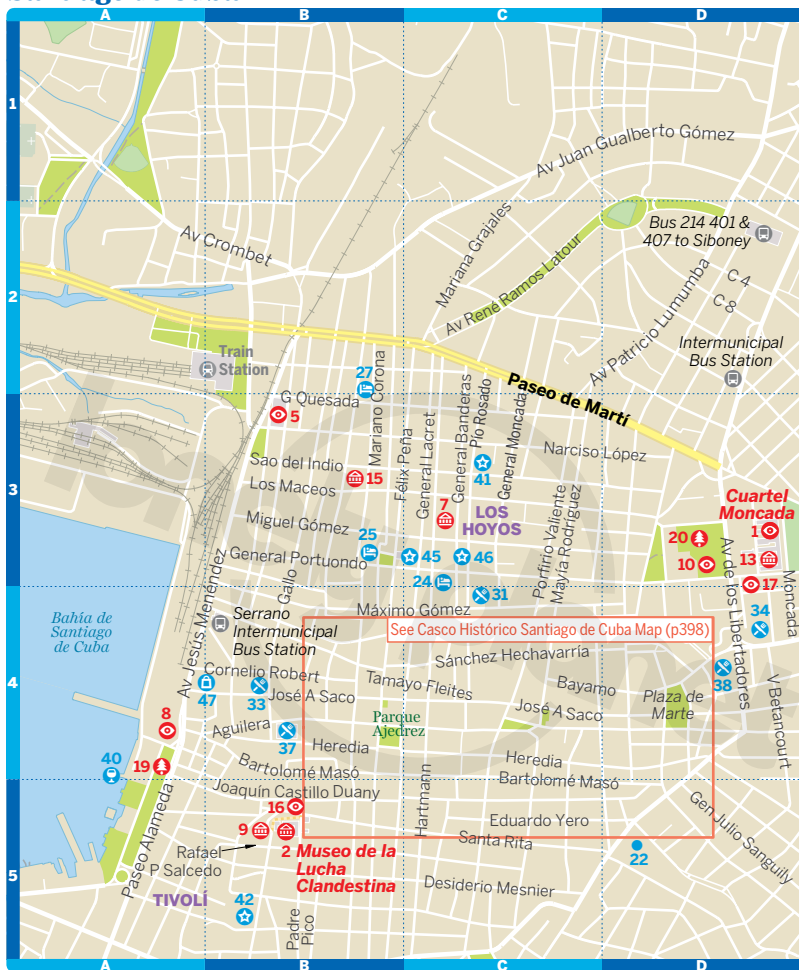 A
B
C
D
1
Av Juan Gualberto Gómez
Mariana Grajales
Bus 214 401 &
407 to Siboney
Av Crombet
2
Av René Ramos Latour
Av Patricio Lumumba
C 4
C 8
Intermunicipal
Bus Station
Train
Station
27
Paseo de Martí
G Quesada
5
Mariano Corona
Félix Peña
General Lacret
General Banderas
Pío Rosado
General Moncada
Narciso López
3
Sao del Indio
15
Los Maceos
41
7
LOS
HOYOS
Porfirio Valiente
Mayía Rodríguez
Cuartel
Moncada
1
20
10
13
17
Miguel Gómez
25
General Portuondo
45
46
24
31
Av de los Libertadores
Moncada
34
Gallo
Máximo Gómez
Av Jesús Menéndez
Bahía de
Santiago
de Cuba
Serrano
Intermunicipal
Bus Station
See Casco Histórico Santiago de Cuba Map (p398)
4
Sánchez Hechavarría
Cornelio Robert
Tamayo Fleites
Bayamo
38
47
33
José A Saco
José A Saco
Plaza de
Marte
V Betancourt
8
Aguilera
37
Parque
Ajedrez
Heredia
Heredia
19
40
Bartolomé Masó
Bartolomé Masó
Joaquín Castillo Duany
Hartmann
16
Eduardo Yero
Gen Julio Sanguily
Paseo Alameda
9
2 Museo de la
Lucha
Clandestina
Santa Rita
22
Rafael
P Salcedo
5
Desiderio Mesnier
TIVOLÍ
42
Padre
Pico
A
B
C
D